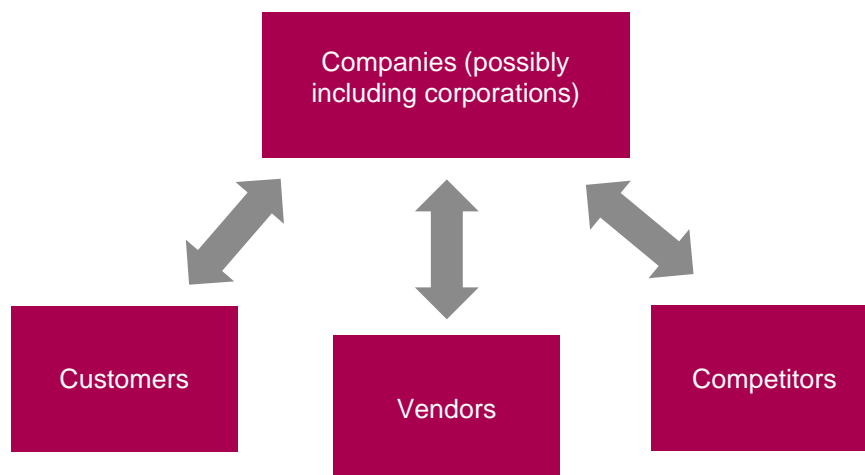 Companies (possibly
including corporations)
Customers
Vendors
Competitors